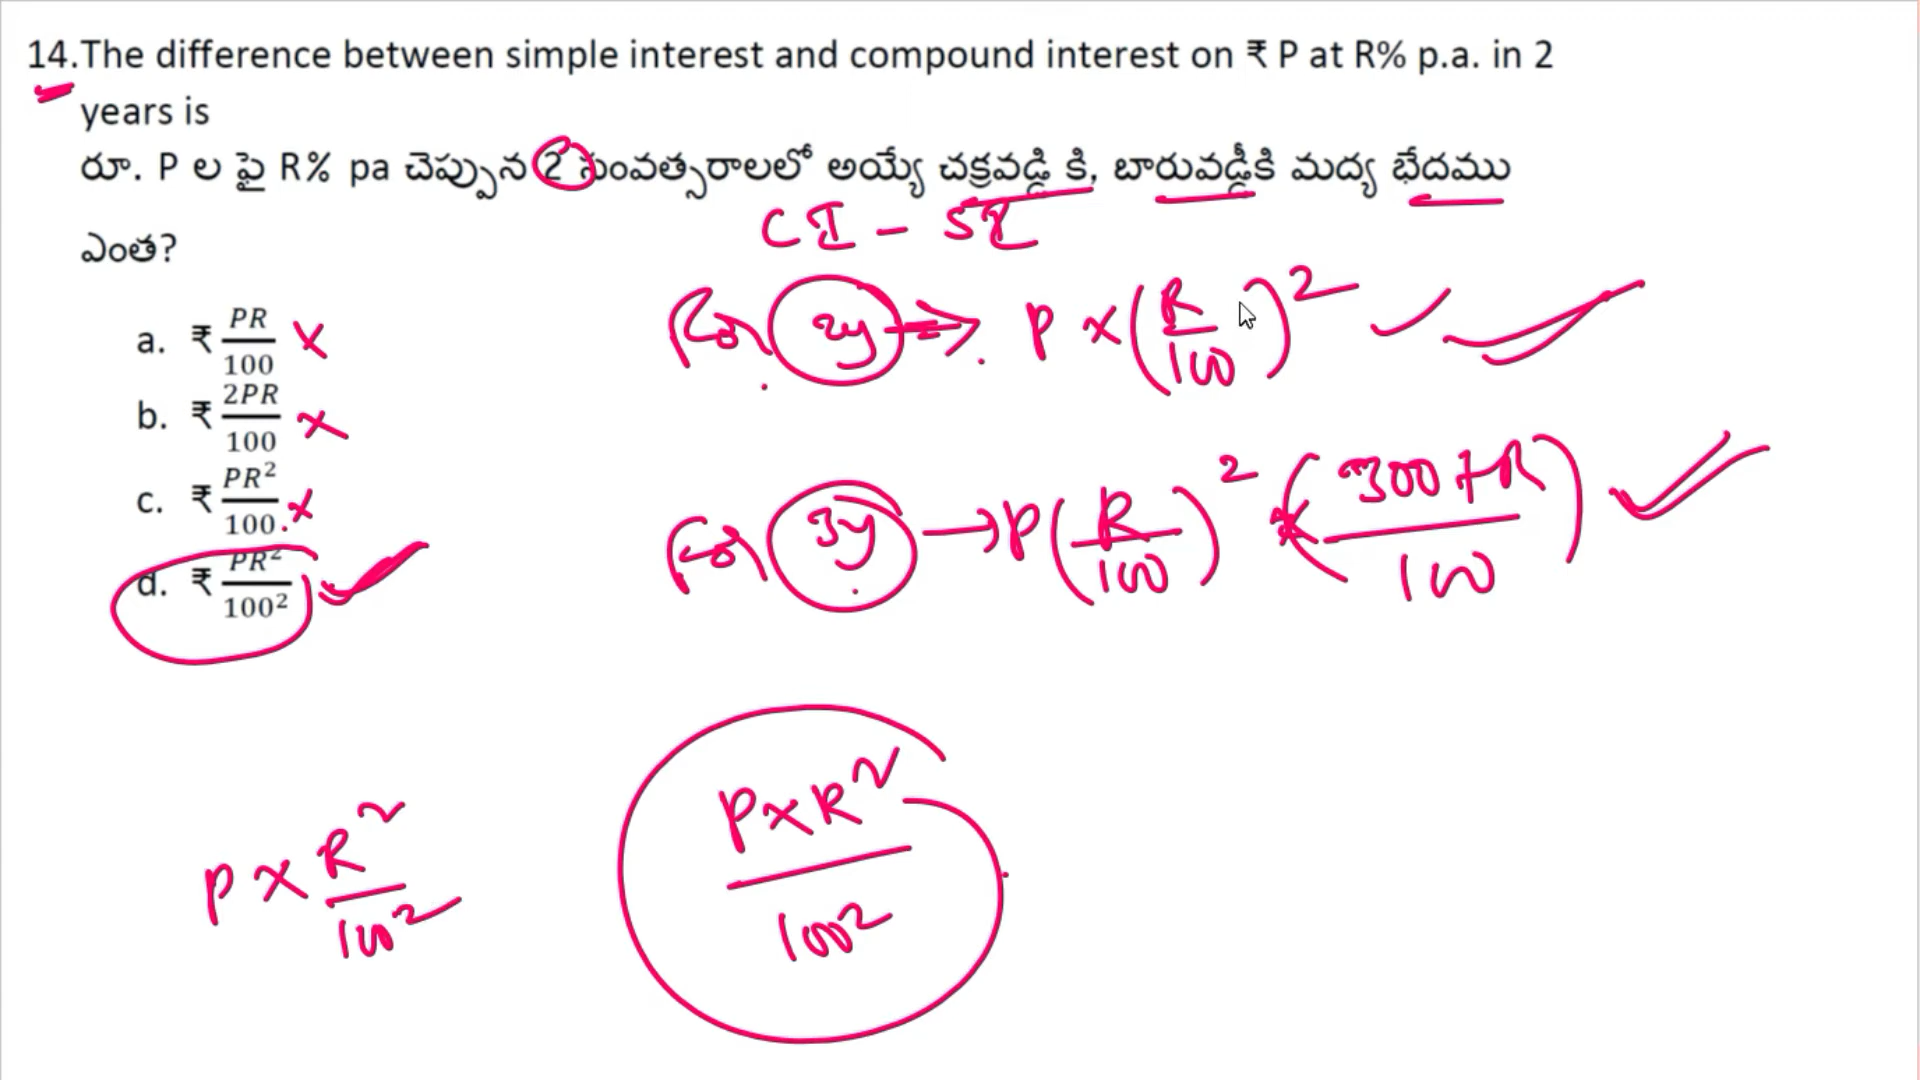 14.The difference between simple interest and compound interest on ₹ P at R% p.a. in 2
years is
రూ. P ల పై R% pa చెప్పున 2 సంవత్సరాలలో అయ్యే చక్రవడ్డి కి, బారువడ్డీకి మద్య భేదము
ఎంత?
CI - SI
a. ₹ PR/100 ×
b. ₹ 2PR/100 ×
c. ₹ PR²/100 ×
d. ₹ PR²/100²
2y ⇒ P × (R/100)²
3y → P (R/100)² × (300+R/100)
P × R²/100²
P×R²/100²